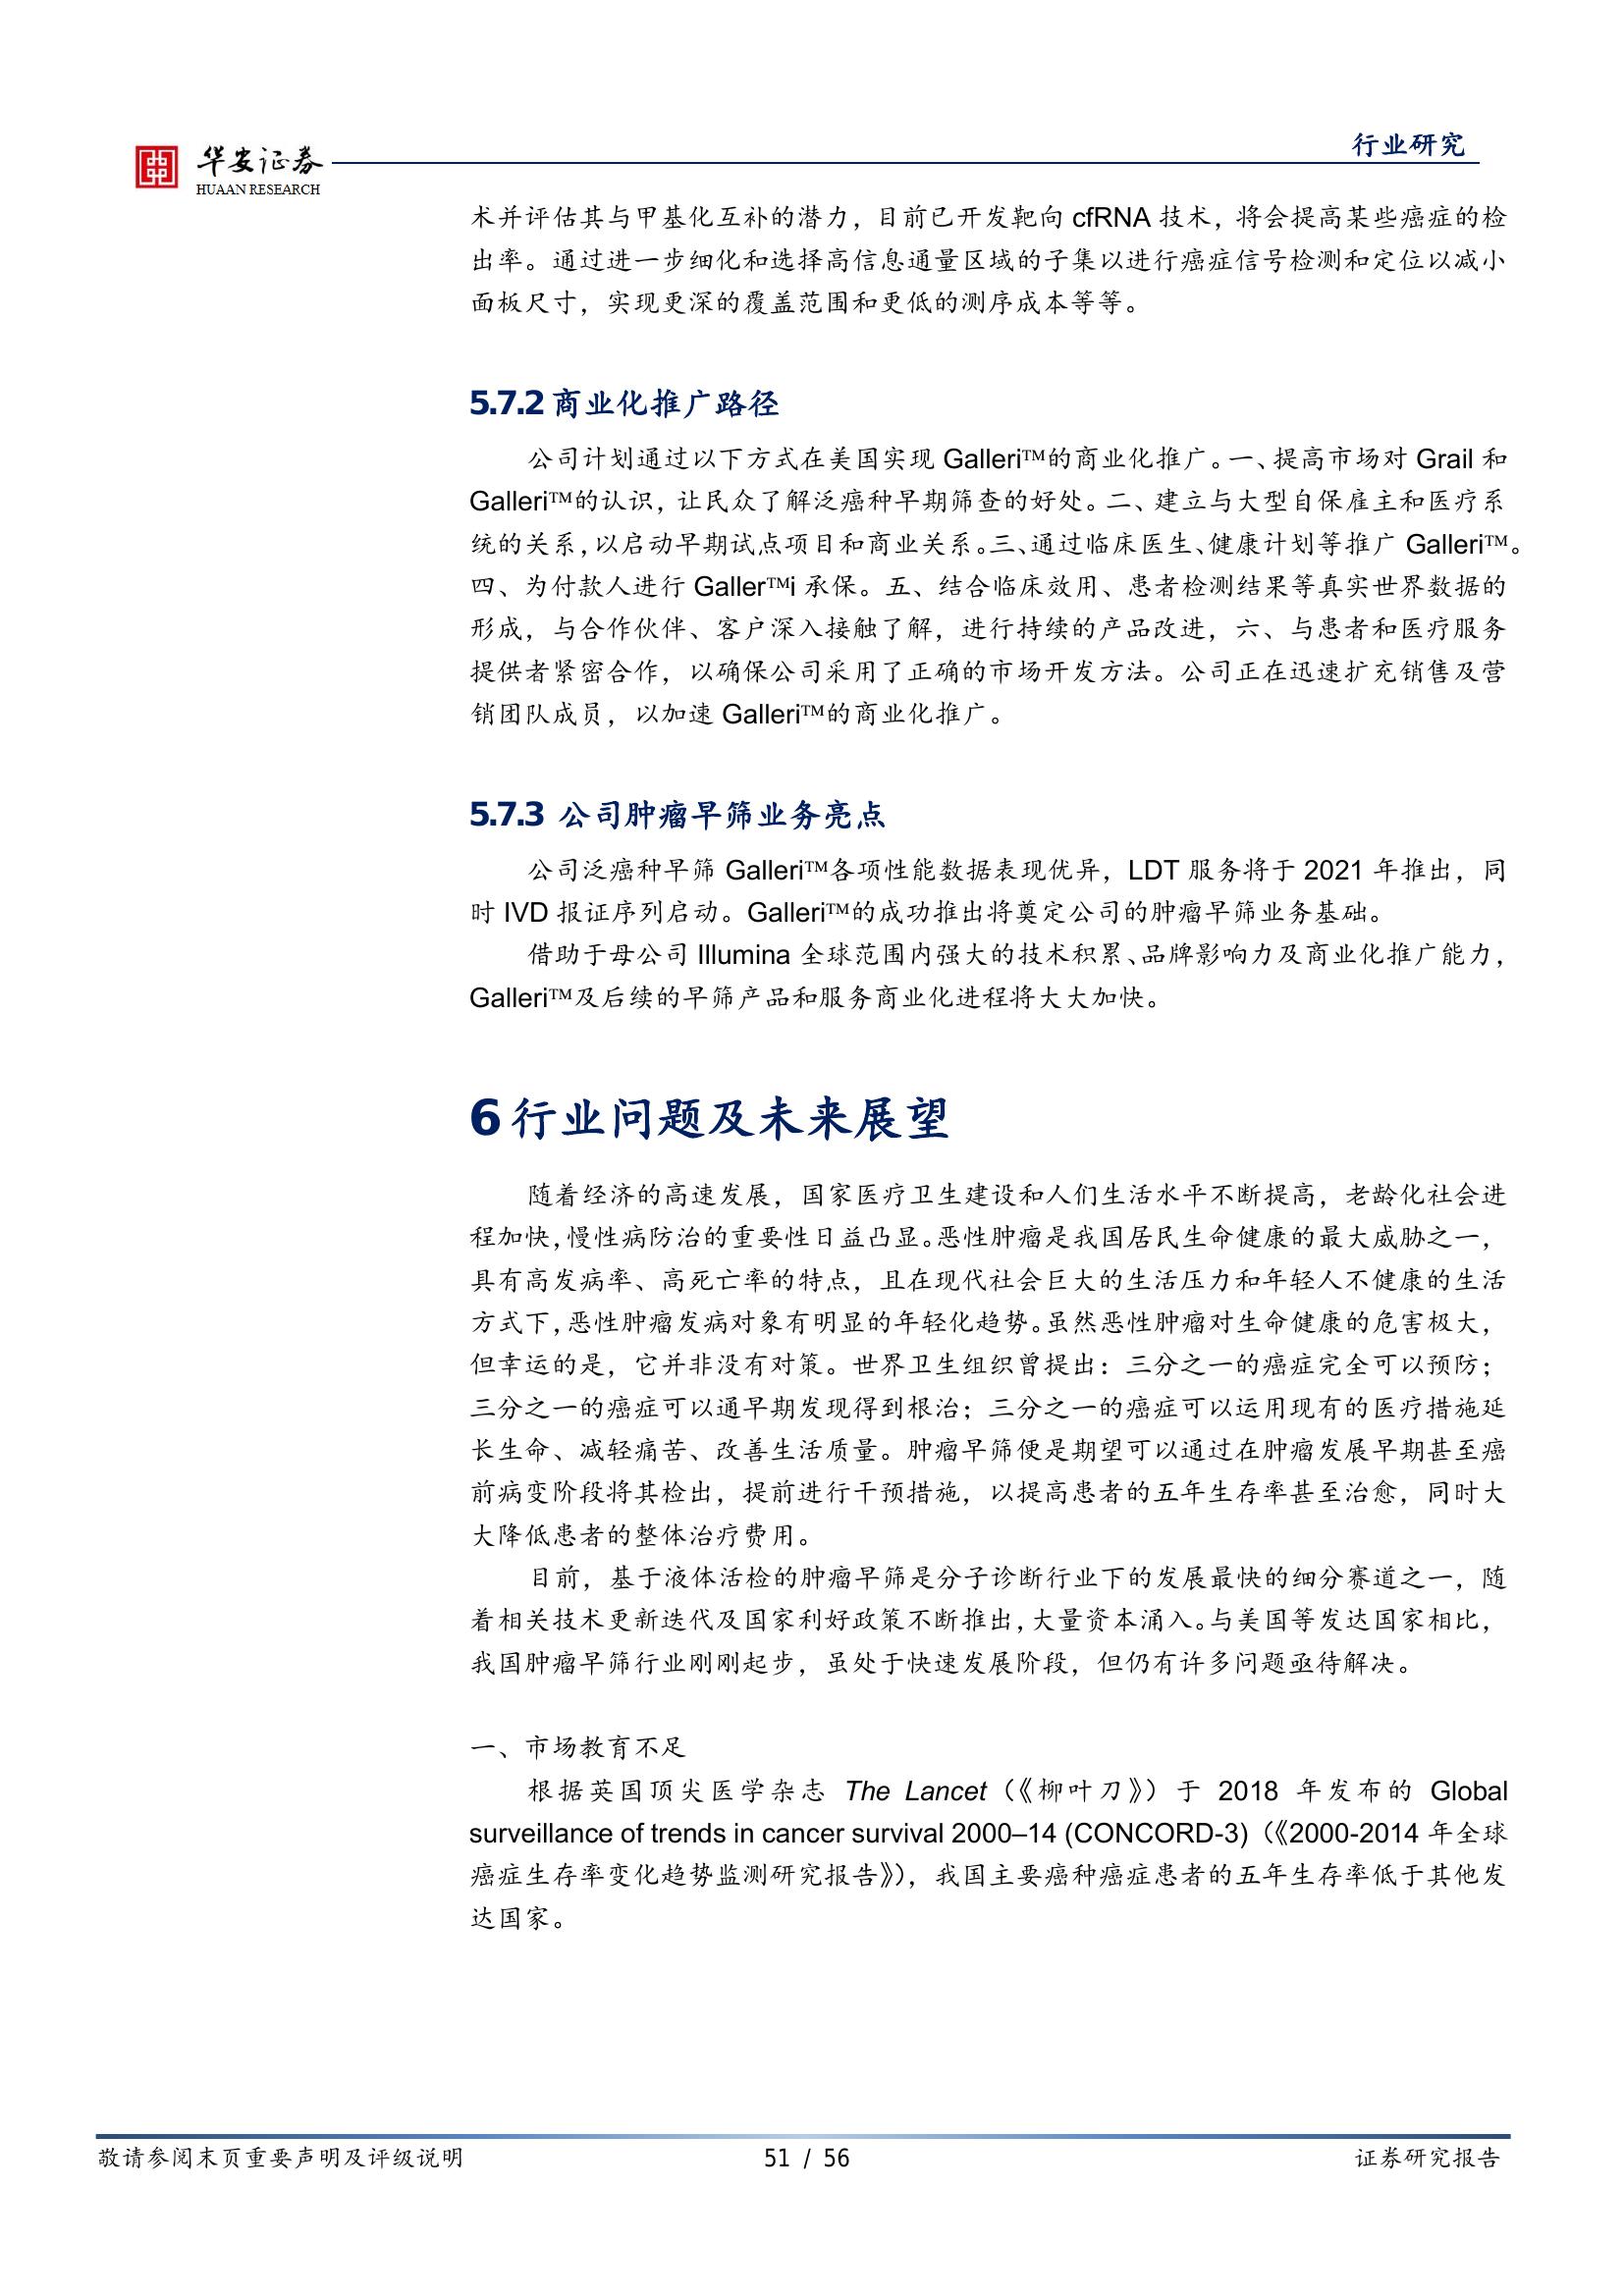 华安证券
HUAAN RESEARCH
行业研究
术并评估其与甲基化互补的潜力，目前已开发靶向 cfRNA 技术，将会提高某些癌症的检
出率。通过进一步细化和选择高信息通量区域的子集以进行癌症信号检测和定位以减小
面板尺寸，实现更深的覆盖范围和更低的测序成本等等。
5.7.2 商业化推广路径
公司计划通过以下方式在美国实现 Galleri™的商业化推广。一、提高市场对 Grail 和
Galleri™的认识，让民众了解泛癌种早期筛查的好处。二、建立与大型自保雇主和医疗系
统的关系，以启动早期试点项目和商业关系。三、通过临床医生、健康计划等推广 Galleri™。
四、为付款人进行 Galler™i 承保。五、结合临床效用、患者检测结果等真实世界数据的
形成，与合作伙伴、客户深入接触了解，进行持续的产品改进，六、与患者和医疗服务
提供者紧密合作，以确保公司采用了正确的市场开发方法。公司正在迅速扩充销售及营
销团队成员，以加速 Galleri™的商业化推广。
5.7.3 公司肿瘤早筛业务亮点
公司泛癌种早筛 Galleri™各项性能数据表现优异，LDT 服务将于 2021 年推出，同
时 IVD 报证序列启动。Galleri™的成功推出将奠定公司的肿瘤早筛业务基础。
借助于母公司 Illumina 全球范围内强大的技术积累、品牌影响力及商业化推广能力，
Galleri™及后续的早筛产品和服务商业化进程将大大加快。
6 行业问题及未来展望
随着经济的高速发展，国家医疗卫生建设和人们生活水平不断提高，老龄化社会进
程加快，慢性病防治的重要性日益凸显。恶性肿瘤是我国居民生命健康的最大威胁之一，
具有高发病率、高死亡率的特点，且在现代社会巨大的生活压力和年轻人不健康的生活
方式下，恶性肿瘤发病对象有明显的年轻化趋势。虽然恶性肿瘤对生命健康的危害极大，
但幸运的是，它并非没有对策。世界卫生组织曾提出：三分之一的癌症完全可以预防；
三分之一的癌症可以通早期发现得到根治；三分之一的癌症可以运用现有的医疗措施延
长生命、减轻痛苦、改善生活质量。肿瘤早筛便是期望可以通过在肿瘤发展早期甚至癌
前病变阶段将其检出，提前进行干预措施，以提高患者的五年生存率甚至治愈，同时大
大降低患者的整体治疗费用。
目前，基于液体活检的肿瘤早筛是分子诊断行业下的发展最快的细分赛道之一，随
着相关技术更新迭代及国家利好政策不断推出，大量资本涌入。与美国等发达国家相比，
我国肿瘤早筛行业刚刚起步，虽处于快速发展阶段，但仍有许多问题亟待解决。
一、市场教育不足
根据英国顶尖医学杂志 The Lancet（《柳叶刀》）于 2018 年发布的 Global
surveillance of trends in cancer survival 2000–14 (CONCORD-3)（《2000-2014 年全球
癌症生存率变化趋势监测研究报告》），我国主要癌种癌症患者的五年生存率低于其他发
达国家。
敬请参阅末页重要声明及评级说明
51 / 56
证券研究报告